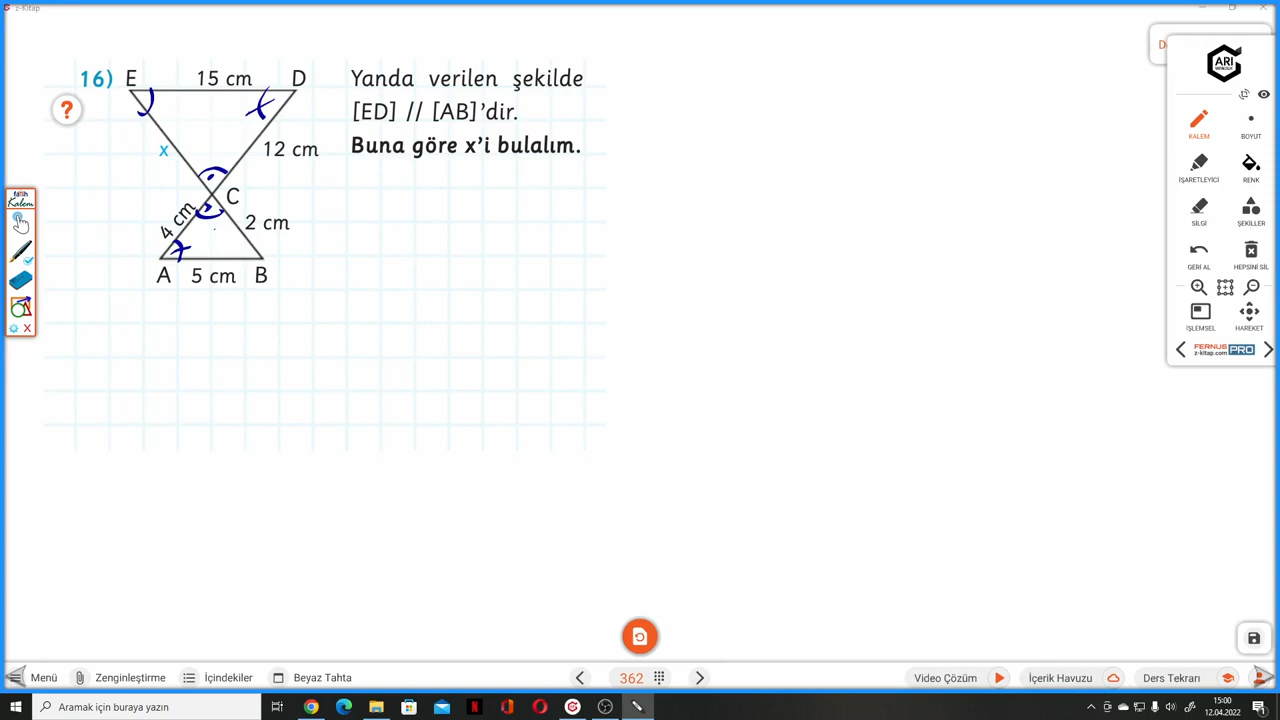 z-Kitap
16) E 15 cm D
Yanda verilen şekilde
[ED] // [AB]'dir.
Buna göre x'i bulalım.
?
x
12 cm
C
4 cm
2 cm
A 5 cm B
fatih
Kalem
ARI
KALEM
BOYUT
İŞARETLEYİCİ
RENK
SİLGİ
ŞEKİLLER
GERİ AL
HEPSİNİ SİL
İŞLEMSEL
HAREKET
FERNUS
z-kitap.com PRO
Menü
Zenginleştirme
İçindekiler
Beyaz Tahta
362
Video Çözüm
İçerik Havuzu
Ders Tekrarı
Aramak için buraya yazın
15:00
12.04.2022